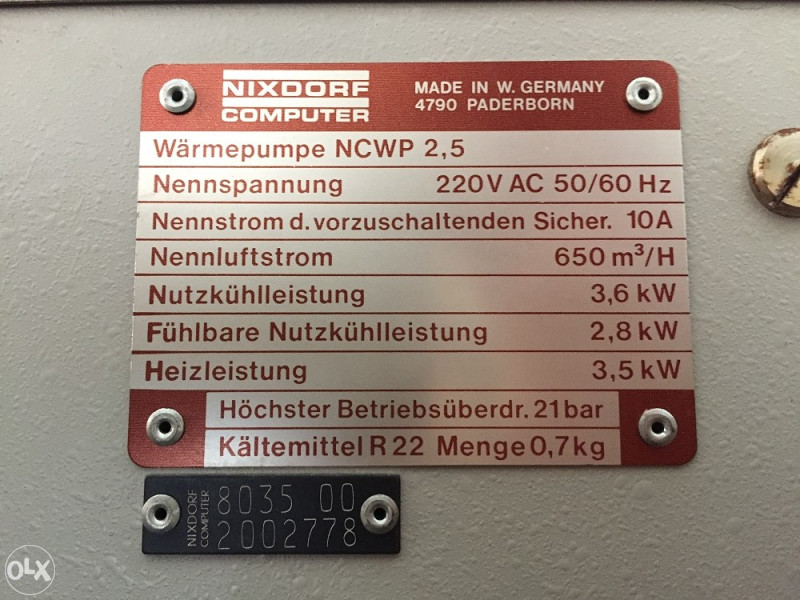 NIXDORF
COMPUTER
MADE IN W. GERMANY
4790 PADERBORN
Wärmepumpe NCWP 2,5
Nennspannung 220V AC 50/60 Hz
Nennstrom d. vorzuschaltenden Sicher. 10A
Nennluftstrom 650 m³/H
Nutzkühlleistung 3,6 kW
Fühlbare Nutzkühlleistung 2,8 kW
Heizleistung 3,5 kW
Höchster Betriebsüberdr. 21 bar
Kältemittel R 22 Menge 0,7 kg
NIXDORF
COMPUTER
8035 00
2002778
OLX